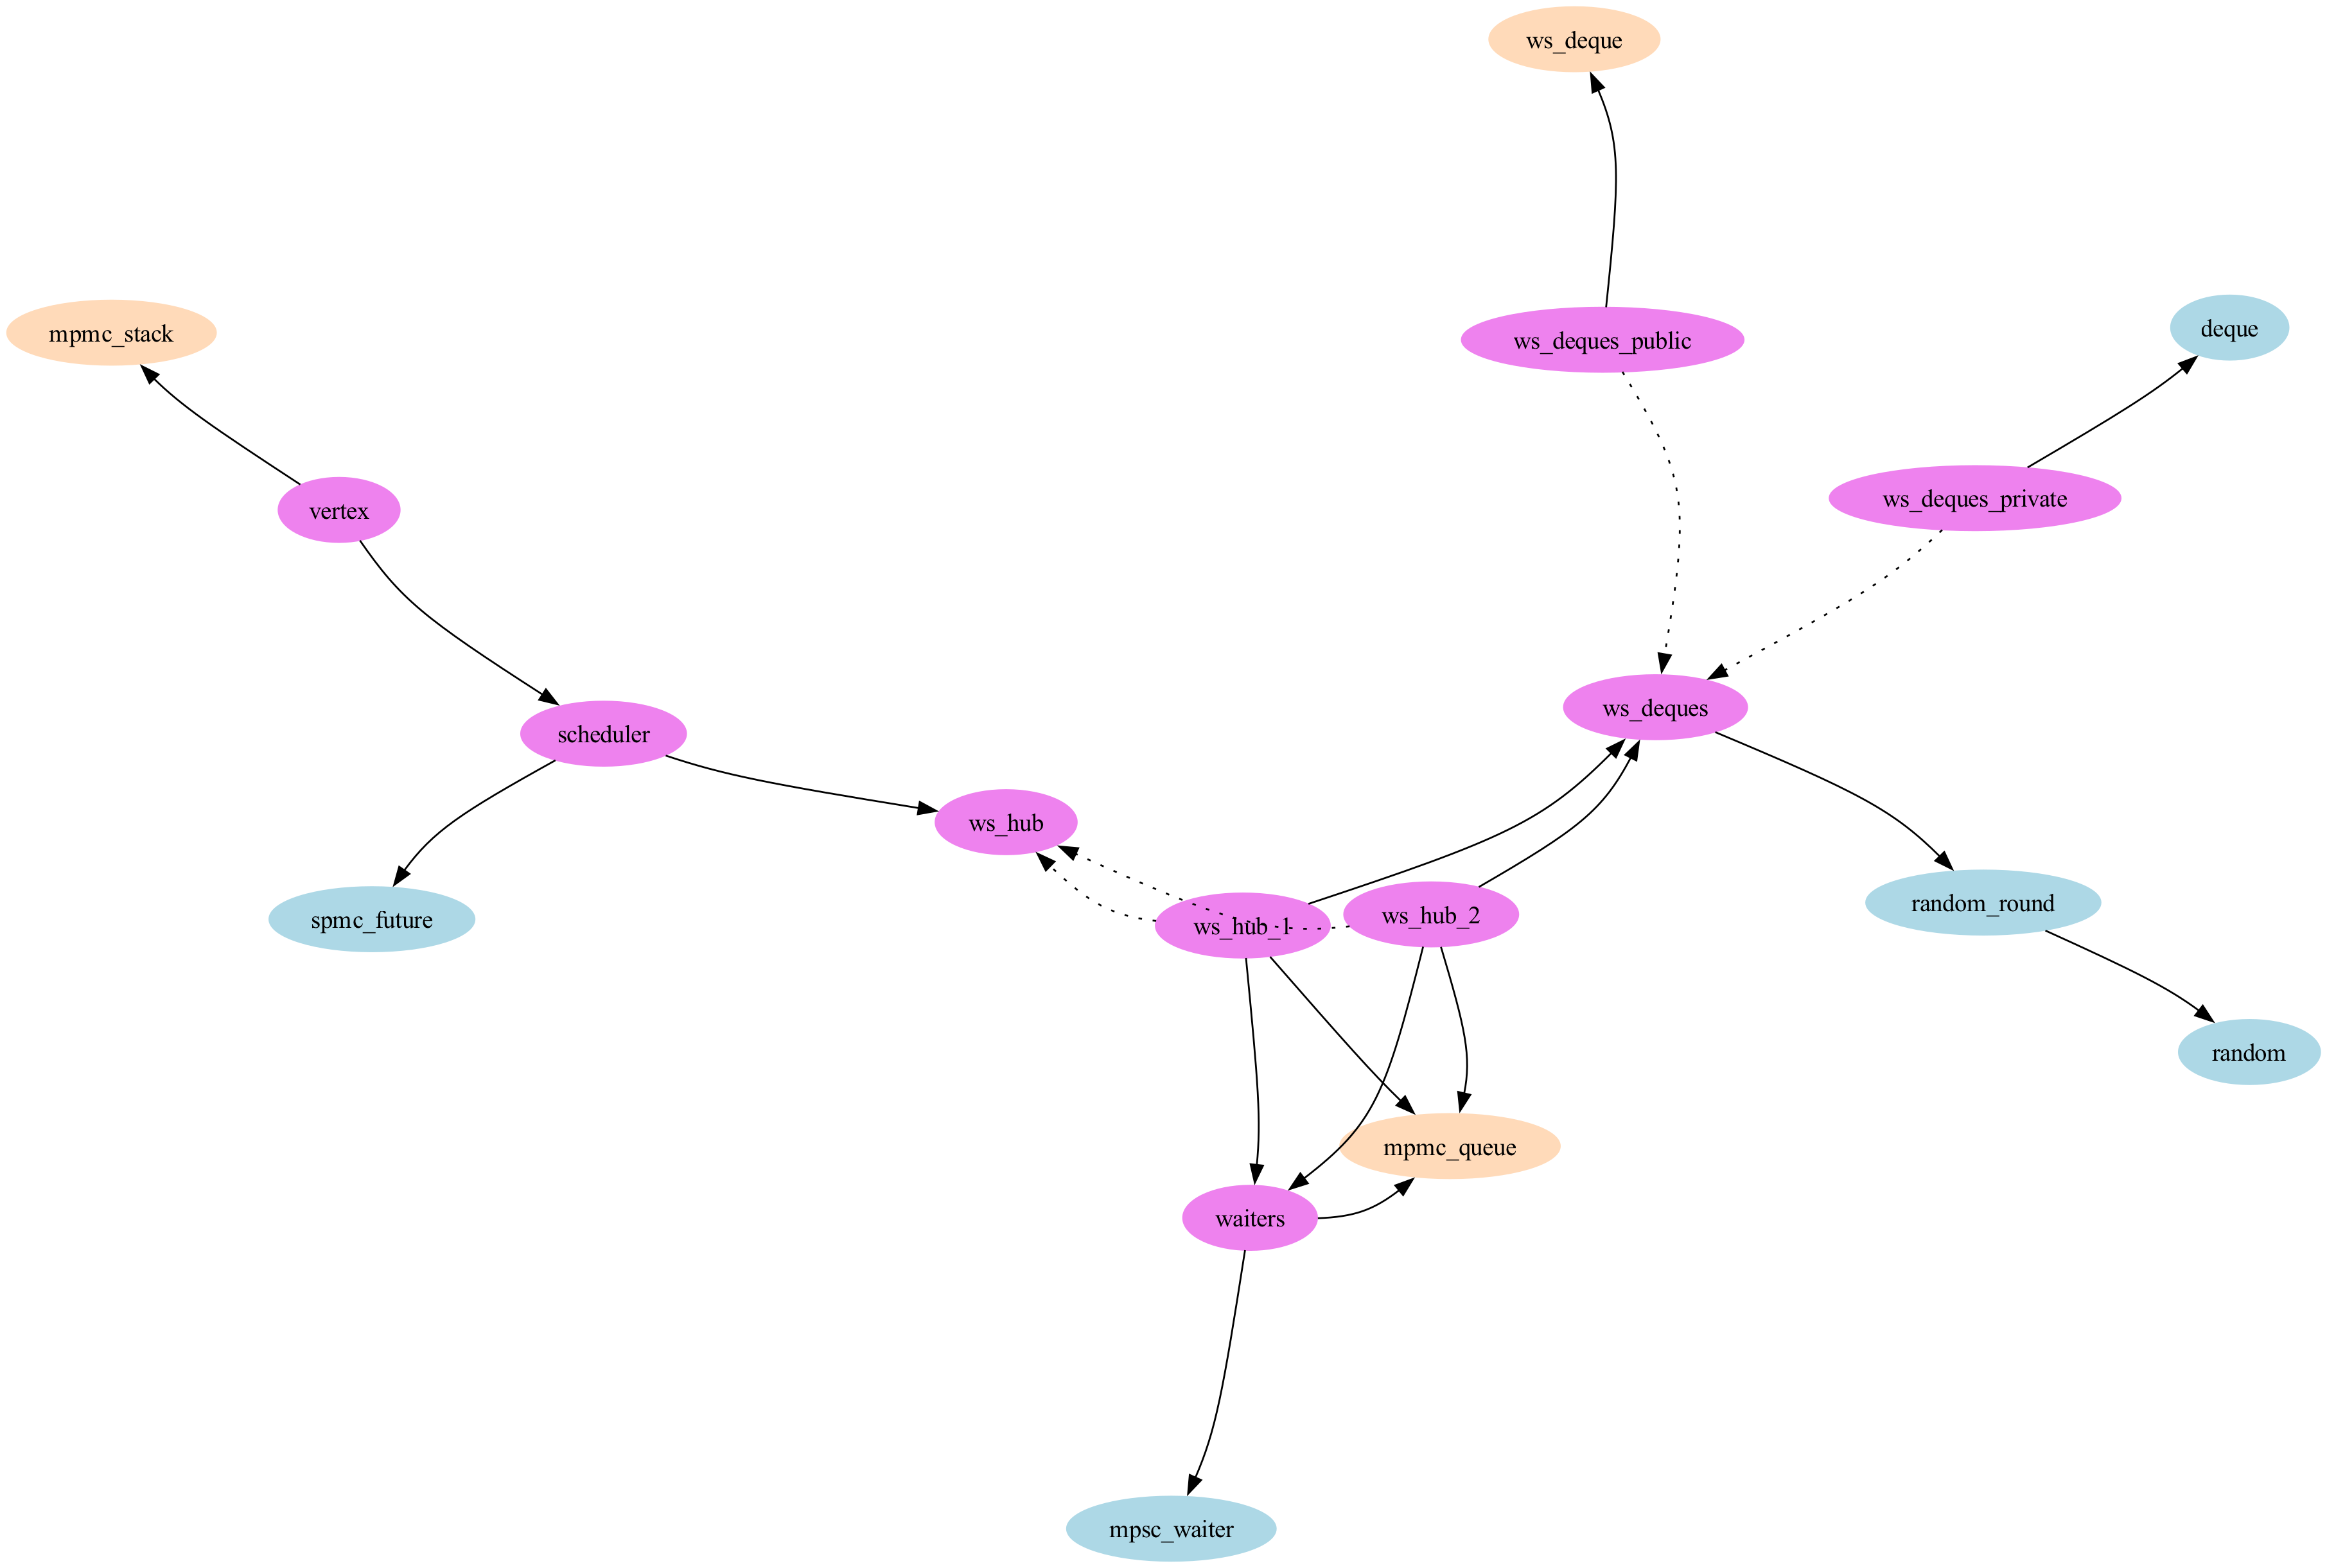 ws_deque
mpmc_stack
ws_deques_public
deque
vertex
ws_deques_private
scheduler
ws_deques
ws_hub
spmc_future
ws_hub_1
ws_hub_2
random_round
random
mpmc_queue
waiters
mpsc_waiter